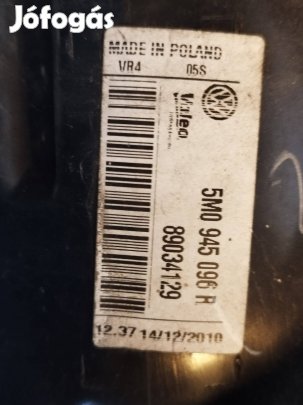 Jófogás
MADE IN POLAND
VR4 05S
Valeo
5M0 945 096 R
89034129
12.37 14/12/2010